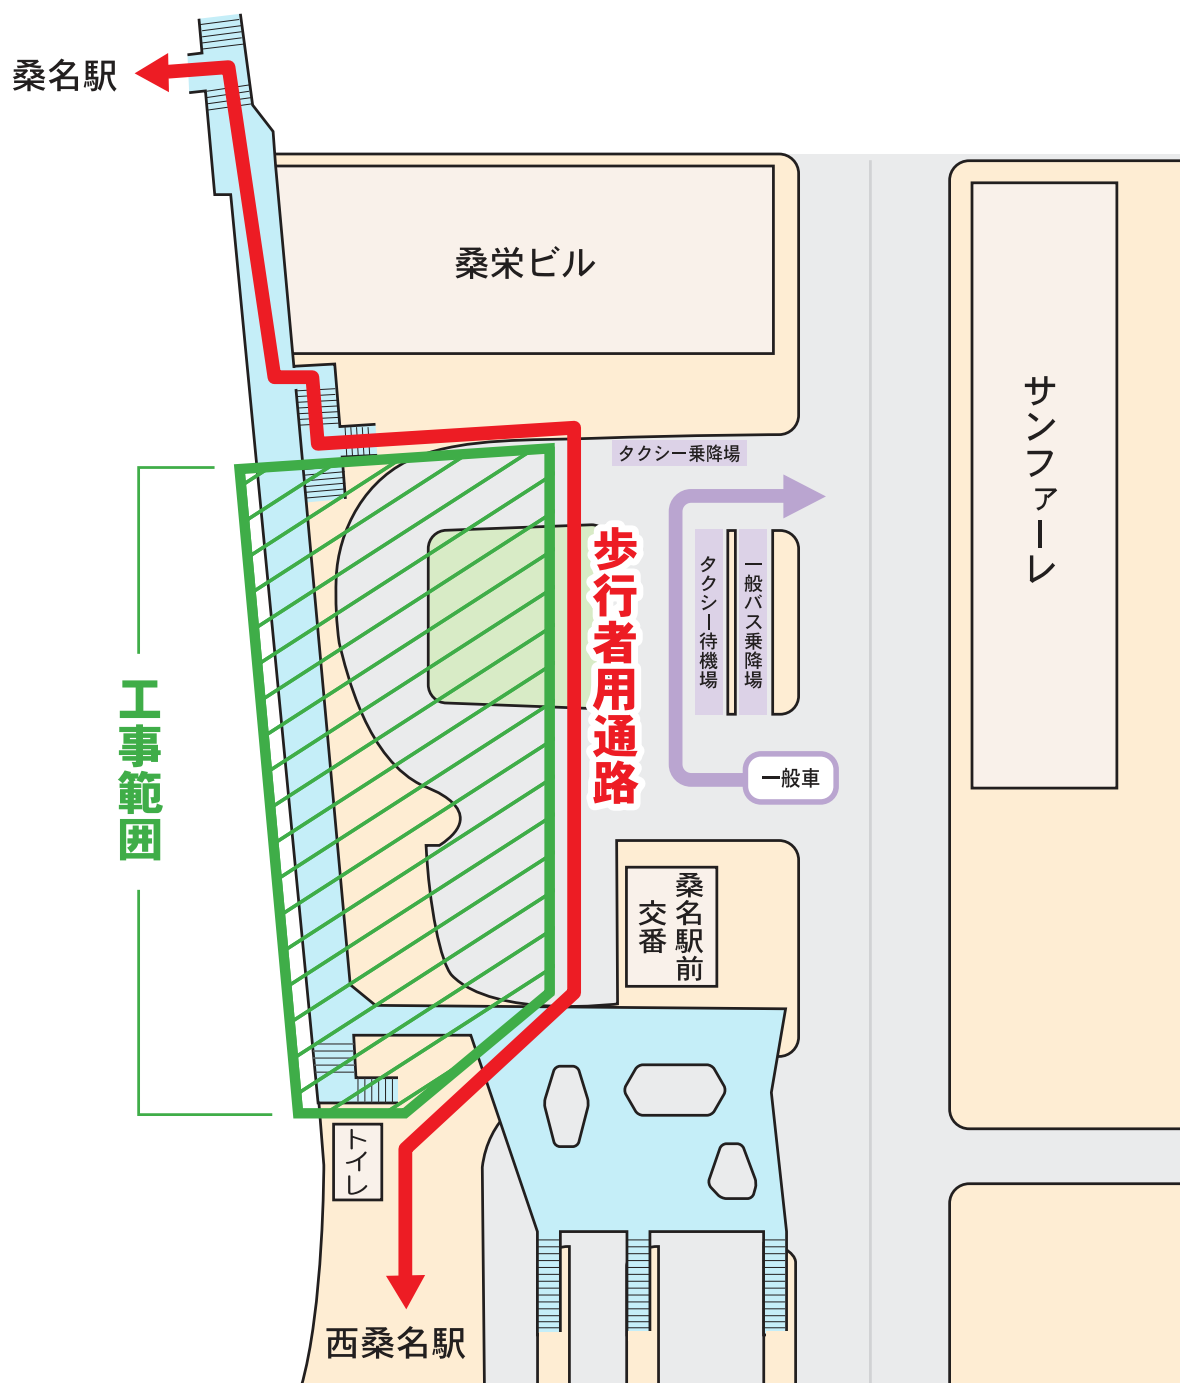 桑名駅
桑栄ビル
サンファーレ
タクシー乗降場
歩行者用通路
タクシー待機場
一般バス乗降場
工事範囲
一般車
桑名駅前
交番
トイレ
西桑名駅